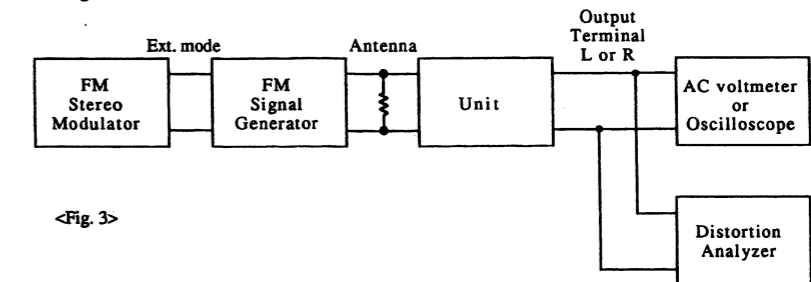 Output
Terminal
L or R
Ext. mode
Antenna
FM
Stereo
Modulator
FM
Signal
Generator
Unit
AC voltmeter
or
Oscilloscope
<Fig. 3>
Distortion
Analyzer